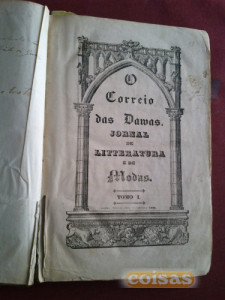 O
Correio
das Damas.
JORNAL
DE
LITTERATURA
E DE
Modas.
TOMO I.
coisas